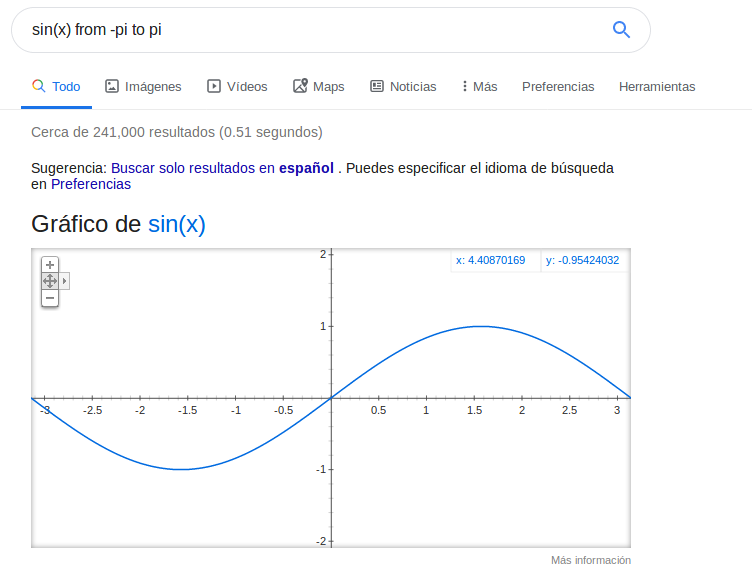 sin(x) from -pi to pi
Todo Imágenes Vídeos Maps Noticias Más Preferencias Herramientas
Cerca de 241,000 resultados (0.51 segundos)
Sugerencia: Buscar solo resultados en español . Puedes especificar el idioma de búsqueda
en Preferencias
Gráfico de sin(x)
x: 4.40870169 y: -0.95424032
2
1
-3 -2.5 -2 -1.5 -1 -0.5 0.5 1 1.5 2 2.5 3
-1
-2
Más información